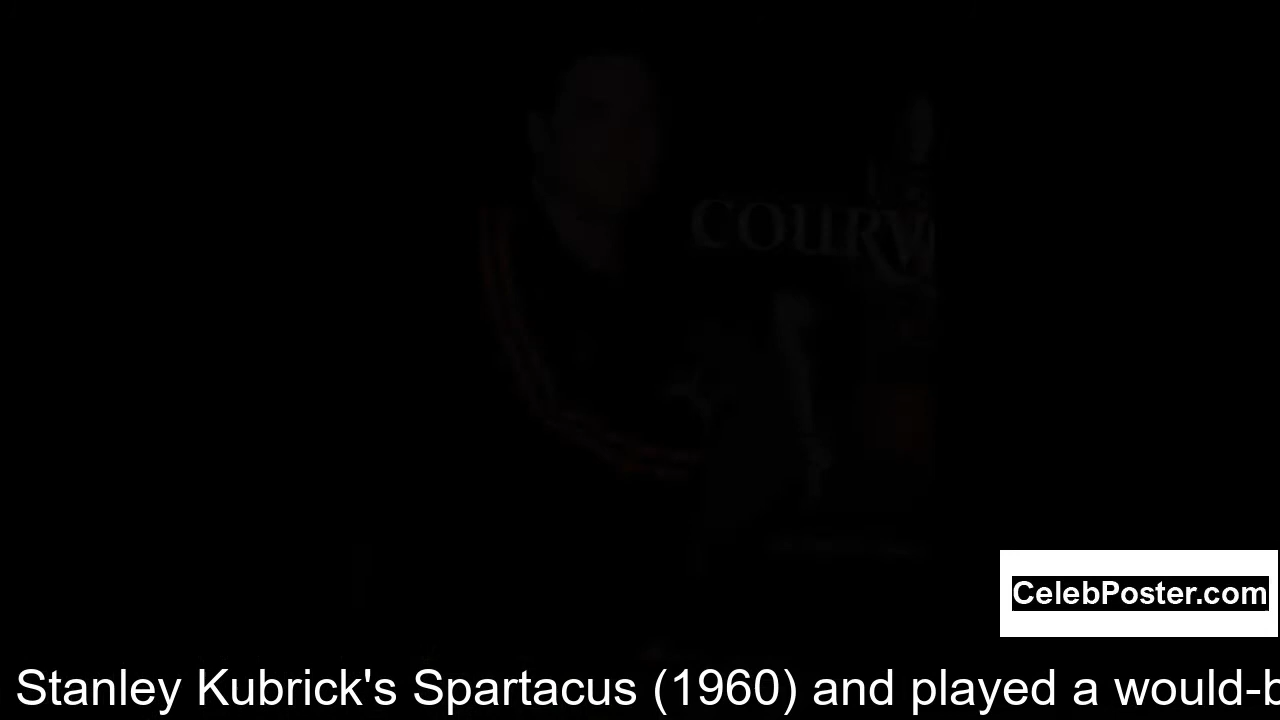 COURV
CelebPoster.com
Stanley Kubrick's Spartacus (1960) and played a would-b